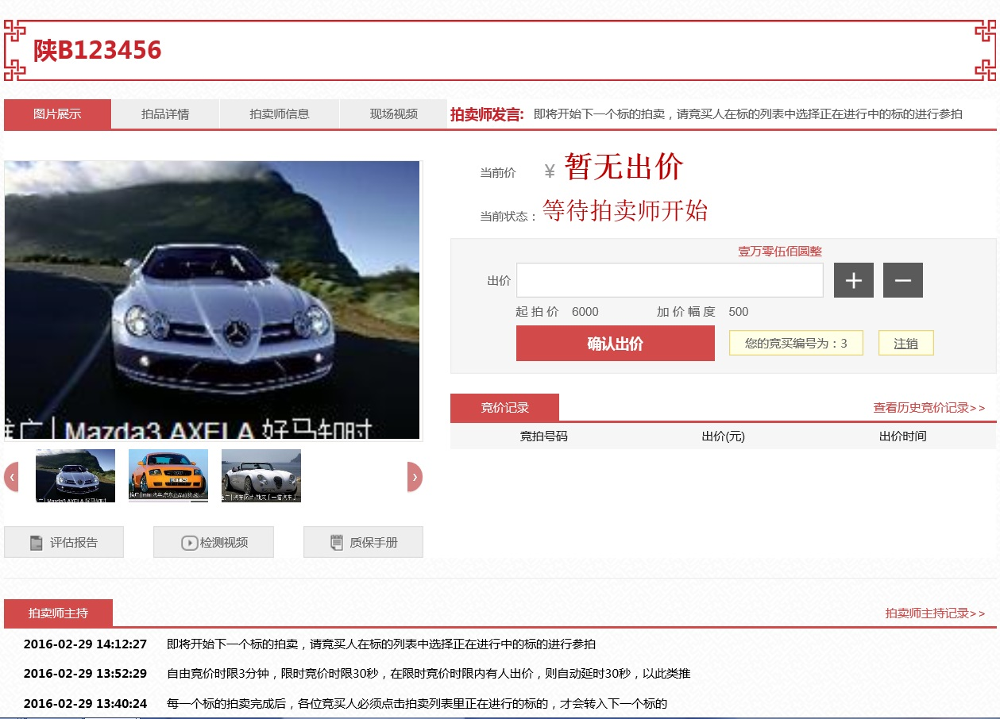 陕B123456
图片展示
拍品详情
拍卖师信息
现场视频
拍卖师发言:
即将开始下一个标的拍卖，请竞买人在标的列表中选择正在进行中的标的进行参拍
当前价 ￥ 暂无出价
当前状态： 等待拍卖师开始
壹万零伍佰圆整
出价
+
−
起拍价 6000 加价幅度 500
确认出价
您的竞买编号为：3
注销
推广| Mazda3 AXELA 好马知时
竞价记录
查看历史竞价记录>>
竞拍号码 出价(元) 出价时间
评估报告
检测视频
质保手册
拍卖师主持
拍卖师主持记录>>
2016-02-29 14:12:27 即将开始下一个标的拍卖，请竞买人在标的列表中选择正在进行中的标的进行参拍
2016-02-29 13:52:29 自由竞价时限3分钟，限时竞价时限30秒，在限时竞价时限内有人出价，则自动延时30秒，以此类推
2016-02-29 13:40:24 每一个标的拍卖完成后，各位竞买人必须点击拍卖列表里正在进行的标的，才会转入下一个标的